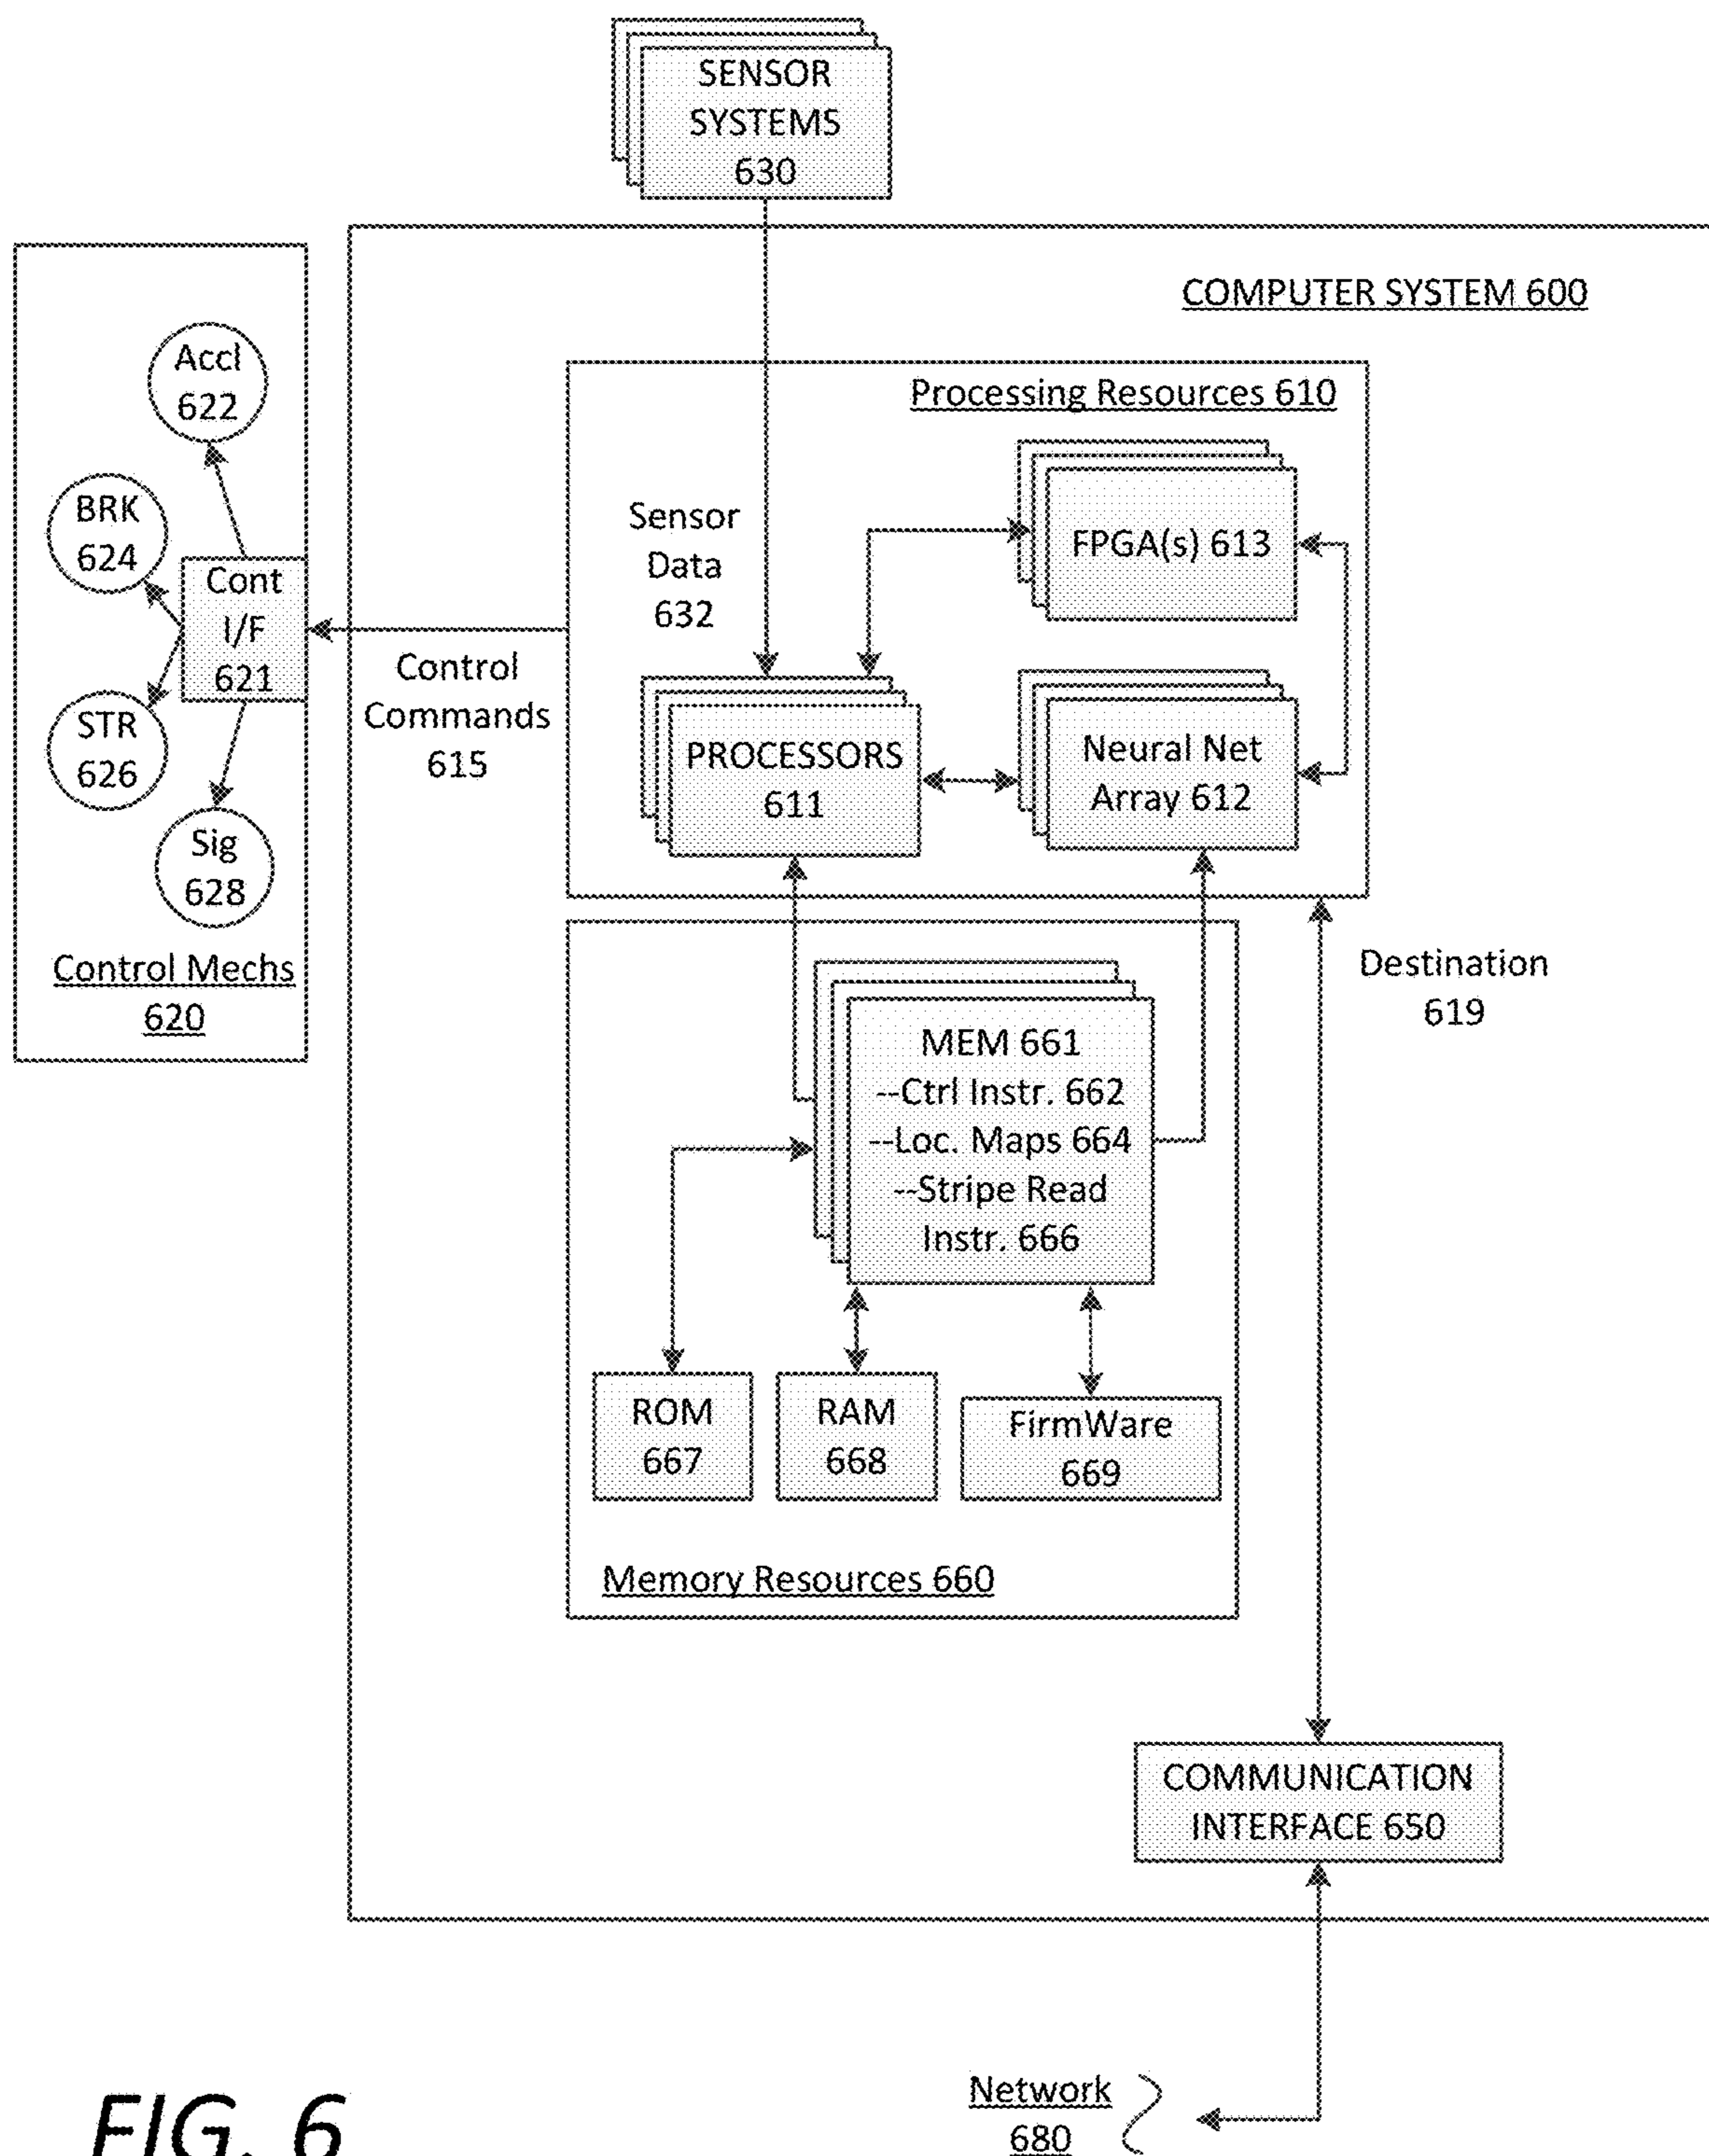 SENSOR
SYSTEMS
630
COMPUTER SYSTEM 600
Accl
622
BRK
624
Cont
I/F
621
STR
626
Sig
628
Control Mechs
620
Control
Commands
615
Processing Resources 610
Sensor
Data
632
FPGA(s) 613
PROCESSORS
611
Neural Net
Array 612
Destination
619
MEM 661
--Ctrl Instr. 662
--Loc. Maps 664
--Stripe Read
Instr. 666
ROM
667
RAM
668
FirmWare
669
Memory Resources 660
COMMUNICATION
INTERFACE 650
Network
680
FIG. 6